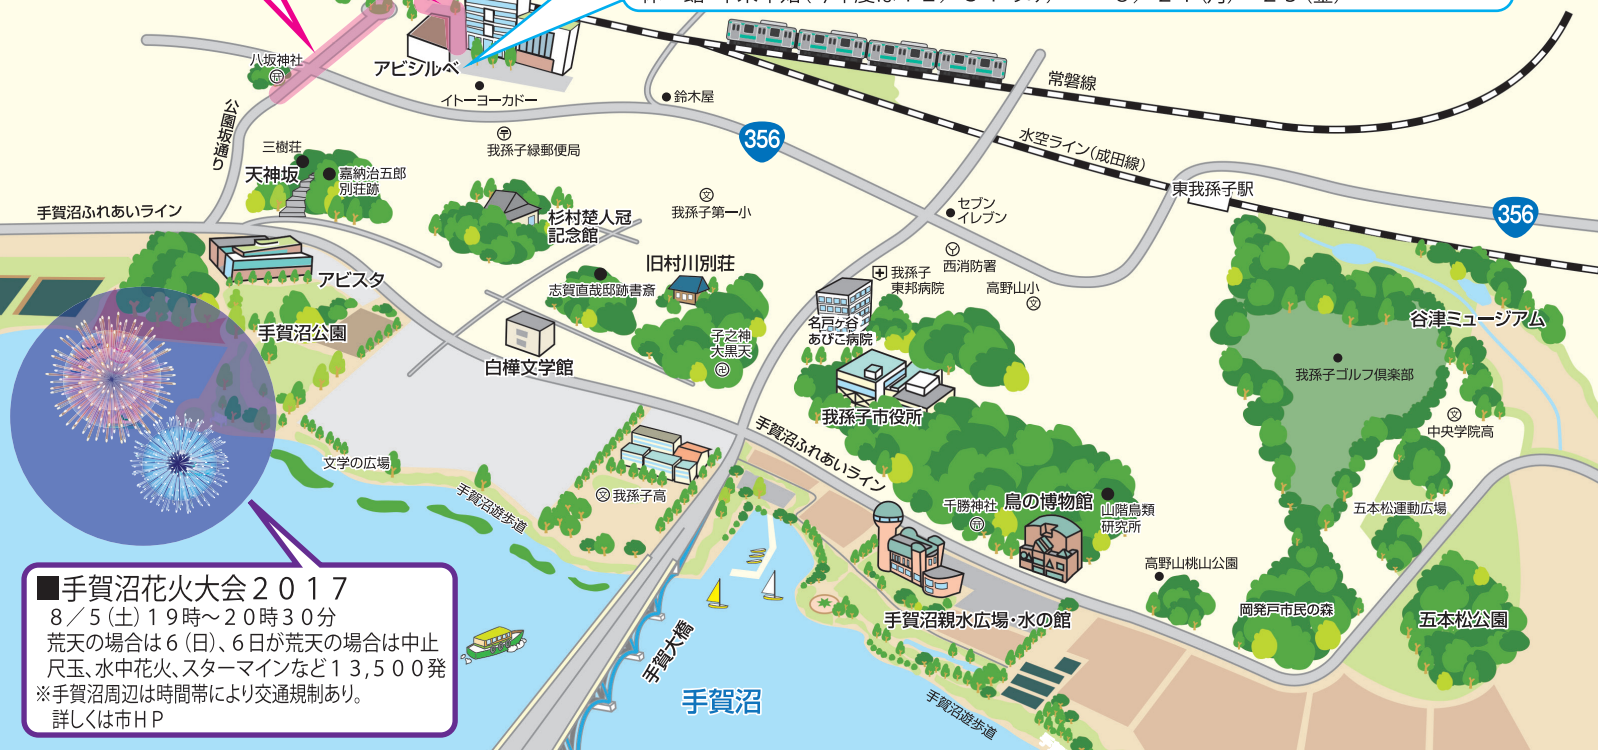 八坂神社
アビシルベ
イトーヨーカドー
鈴木屋
常磐線
公園坂通り
356
我孫子緑郵便局
水空ライン(成田線)
三樹荘
天神坂
嘉納治五郎
別荘跡
東我孫子駅
356
手賀沼ふれあいライン
杉村楚人冠
記念館
我孫子第一小
セブン
イレブン
アビスタ
旧村川別荘
志賀直哉邸跡書斎
我孫子
東邦病院
西消防署
高野山小
手賀沼公園
名戸ヶ谷
あびこ病院
谷津ミュージアム
白樺文学館
子之神
大黒天
我孫子ゴルフ倶楽部
我孫子市役所
中央学院高
手賀沼ふれあいライン
文学の広場
手賀沼遊歩道
我孫子高
千勝神社
鳥の博物館
山階鳥類
研究所
五本松運動広場
高野山桃山公園
岡発戸市民の森
五本松公園
手賀沼親水広場・水の館
手賀大橋
手賀沼
手賀沼遊歩道
■手賀沼花火大会2017
8/5(土)19時~20時30分
荒天の場合は6(日)、6日が荒天の場合は中止
尺玉、水中花火、スターマインなど13,500発
※手賀沼周辺は時間帯により交通規制あり。
詳しくは市HP